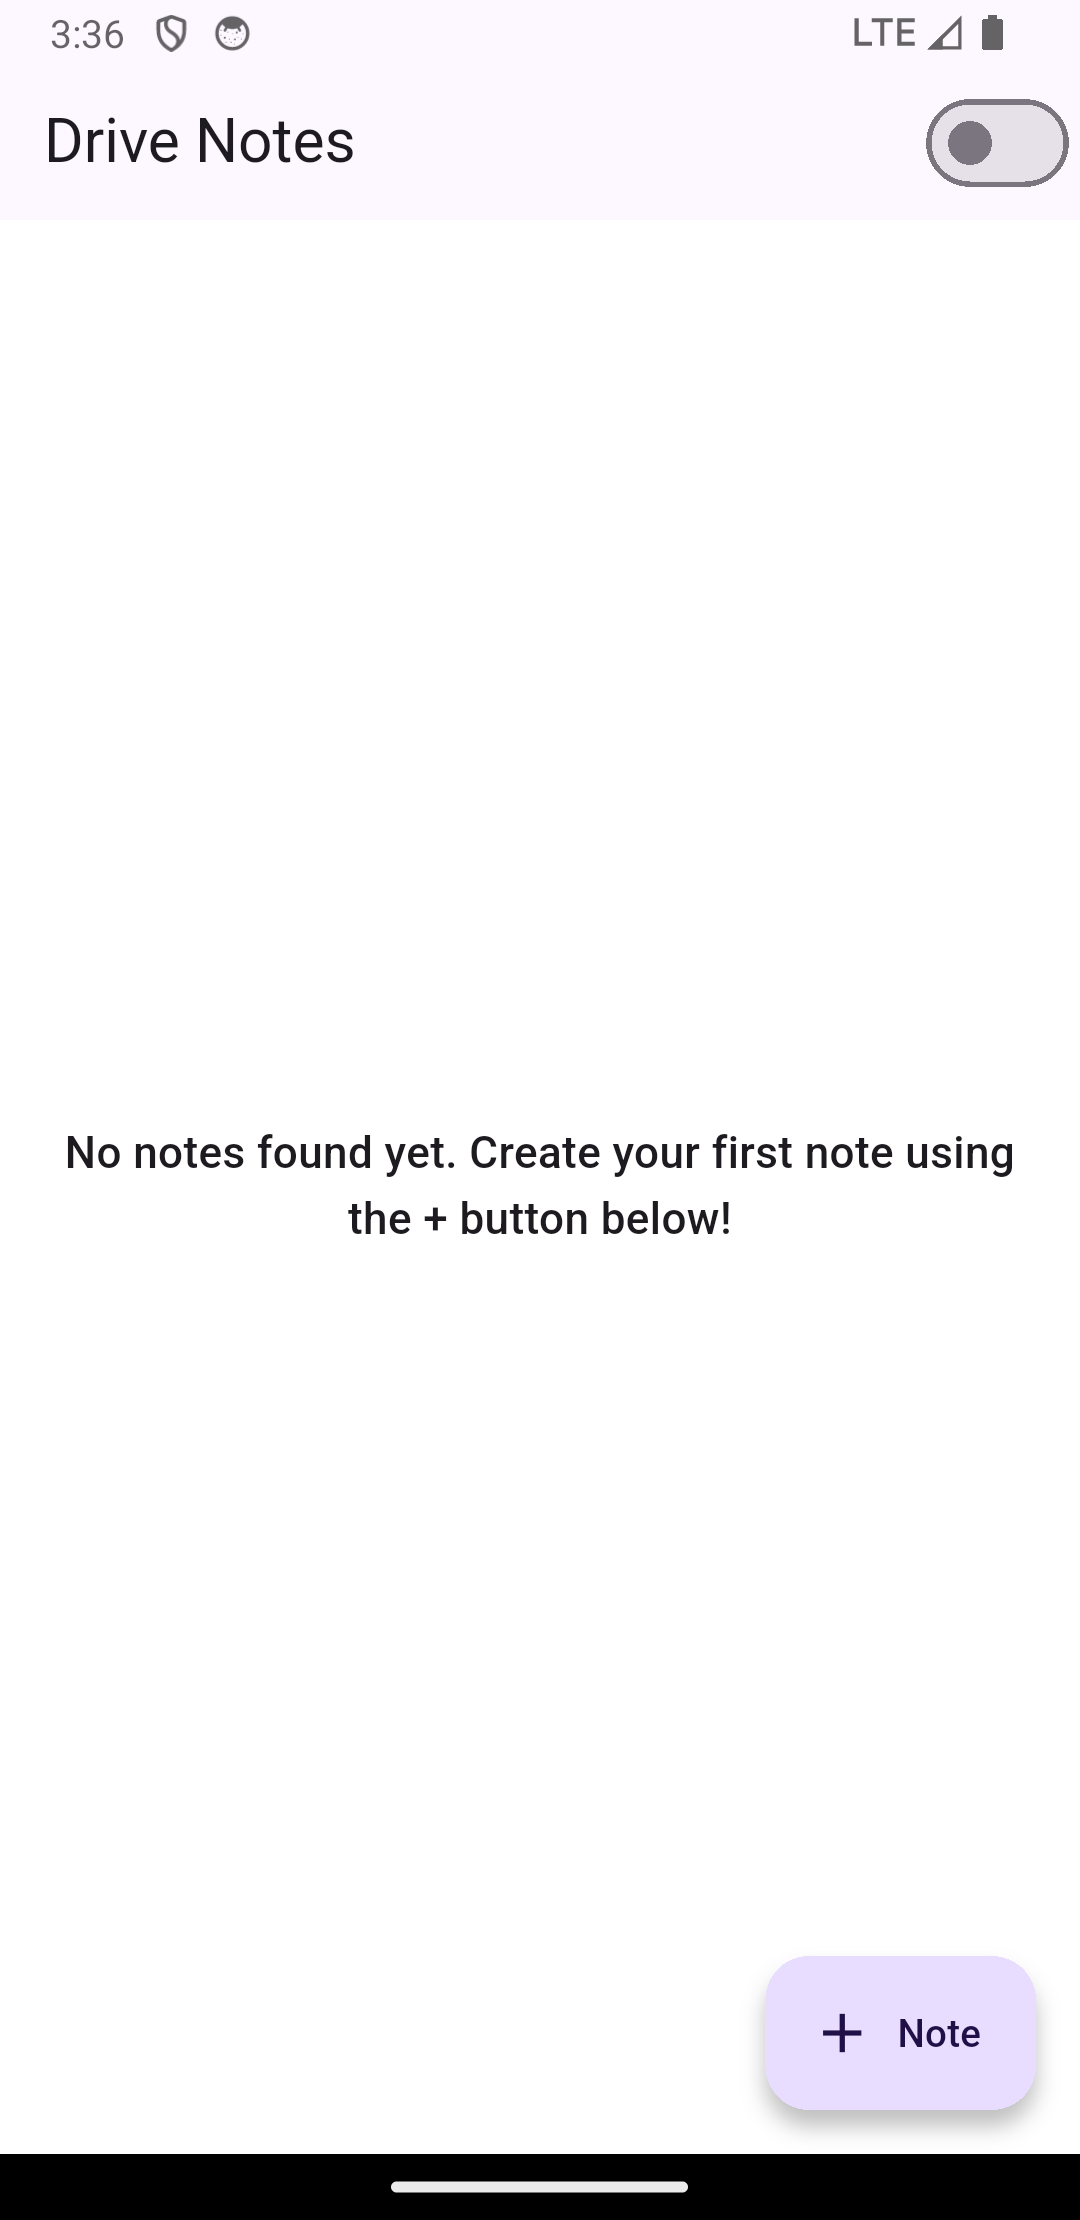 3:36 LTE
Drive Notes
No notes found yet. Create your first note using
the + button below!
+ Note